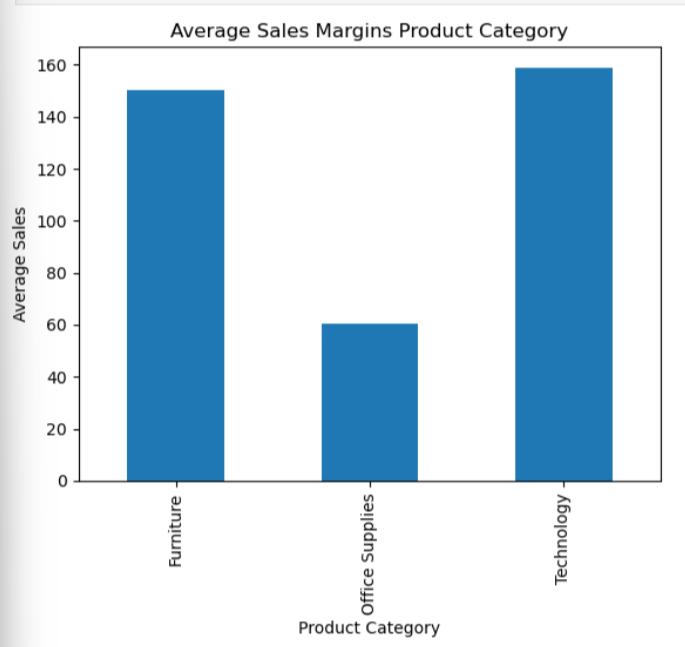 Average Sales Margins Product Category
160
140
120
100
80
60
40
20
0
Average Sales
Furniture
Office Supplies
Technology
Product Category